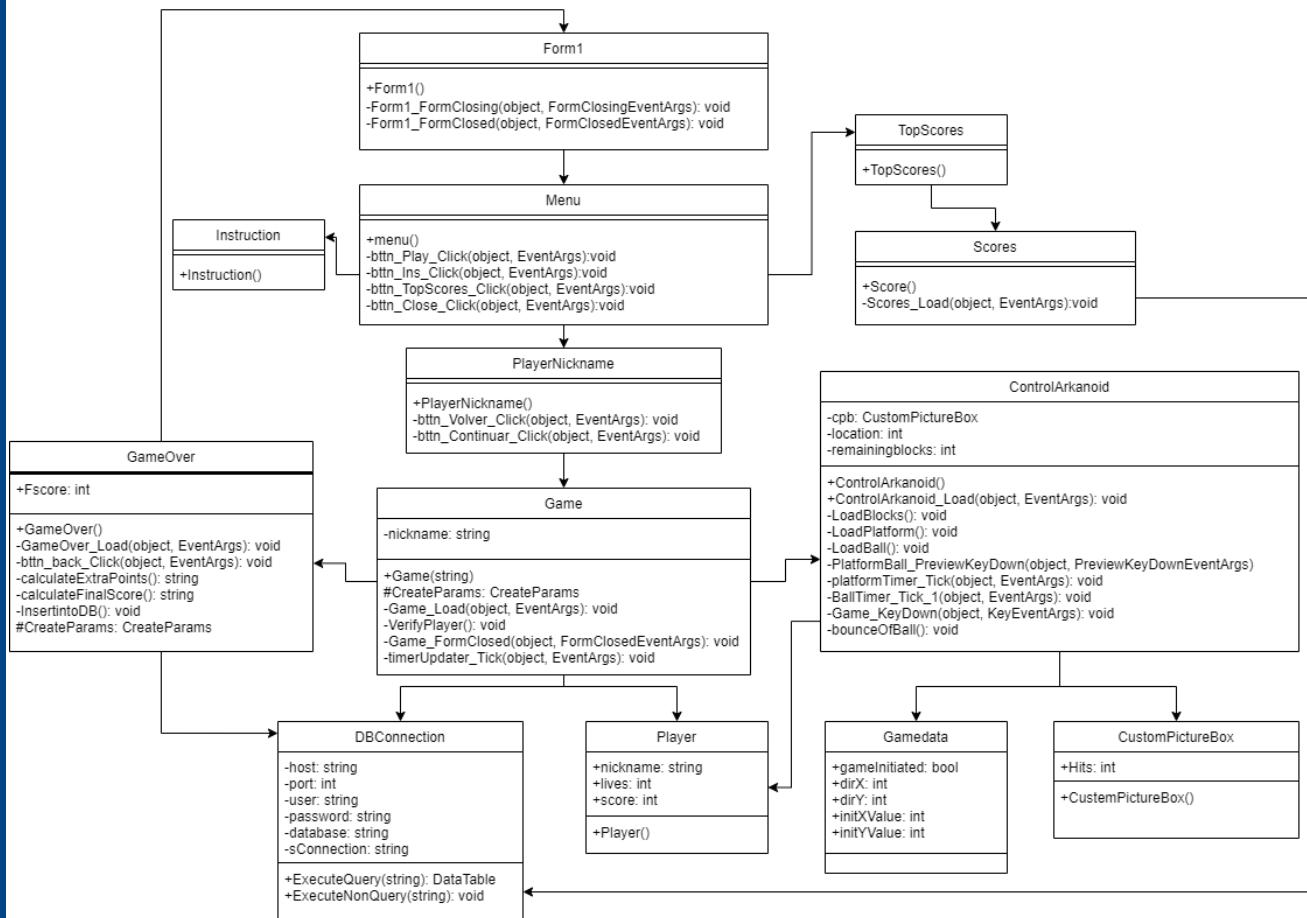 Form1
+Form1()
-Form1_FormClosing(object, FormClosingEventArgs): void
-Form1_FormClosed(object, FormClosedEventArgs): void
TopScores
+TopScores()
Menu
+menu()
-bttn_Play_Click(object, EventArgs):void
-bttn_Ins_Click(object, EventArgs):void
-bttn_TopScores_Click(object, EventArgs):void
-bttn_Close_Click(object, EventArgs):void
Instruction
+Instruction()
Scores
+Score()
-Scores_Load(object, EventArgs):void
PlayerNickname
+PlayerNickname()
-bttn_Volver_Click(object, EventArgs): void
-bttn_Continuar_Click(object, EventArgs): void
ControlArkanoid
-cpb: CustomPictureBox
-location: int
-remainingblocks: int
+ControlArkanoid()
+ControlArkanoid_Load(object, EventArgs): void
-LoadBlocks(): void
-LoadPlatform(): void
-LoadBall(): void
-PlatformBall_PreviewKeyDown(object, PreviewKeyDownEventArgs)
-platformTimer_Tick(object, EventArgs): void
-BallTimer_Tick_1(object, EventArgs): void
-Game_KeyDown(object, KeyEventArgs): void
-bounceOfBall(): void
GameOver
+Fscore: int
+GameOver()
-GameOver_Load(object, EventArgs): void
-bttn_back_Click(object, EventArgs): void
-calculateExtraPoints(): string
-calculateFinalScore(): string
-InsertintoDB(): void
#CreateParams: CreateParams
Game
-nickname: string
+Game(string)
#CreateParams: CreateParams
-Game_Load(object, EventArgs): void
-VerifyPlayer(): void
-Game_FormClosed(object, FormClosedEventArgs): void
-timerUpdater_Tick(object, EventArgs): void
DBConnection
-host: string
-port: int
-user: string
-password: string
-database: string
-sConnection: string
+ExecuteQuery(string): DataTable
+ExecuteNonQuery(string): void
Player
+nickname: string
+lives: int
+score: int
+Player()
Gamedata
+gameInitiated: bool
+dirX: int
+dirY: int
+initXValue: int
+initYValue: int
CustomPictureBox
+Hits: int
+CustemPictureBox()